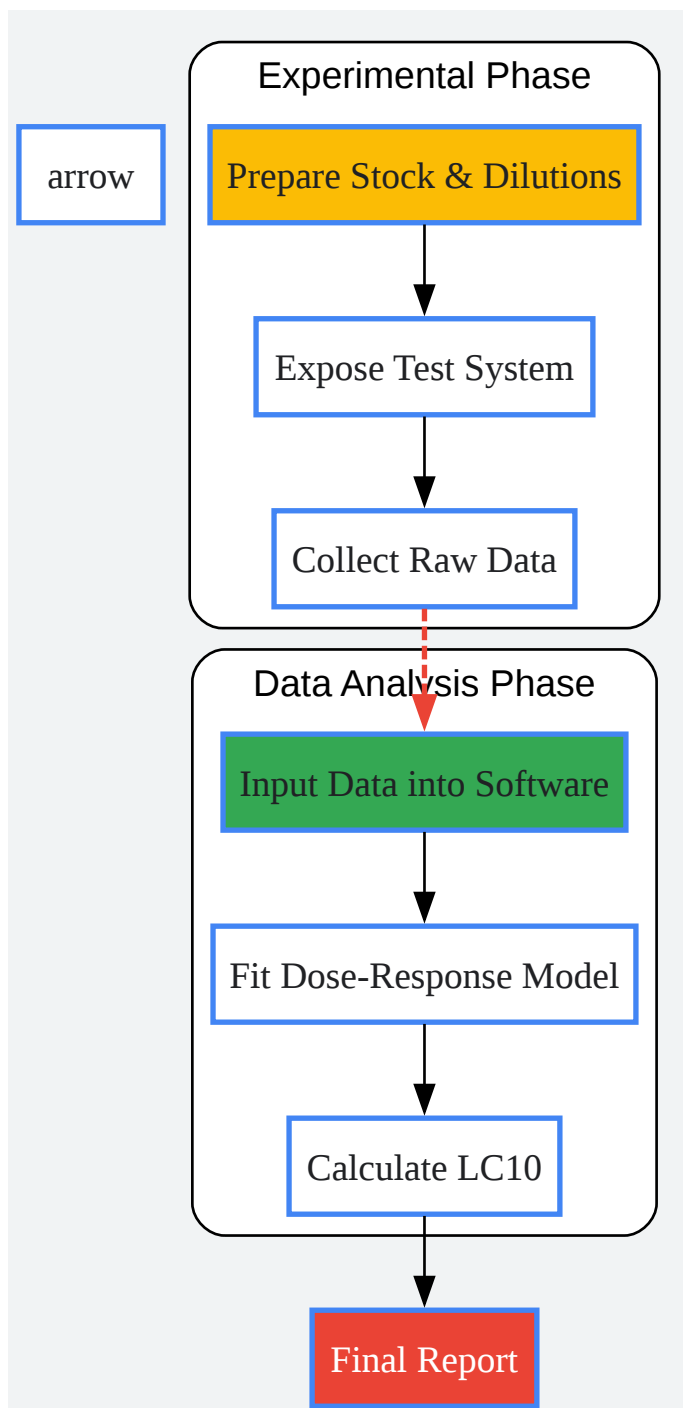 Experimental Phase
arrow
Prepare Stock & Dilutions
Expose Test System
Collect Raw Data
Data Analysis Phase
Input Data into Software
Fit Dose-Response Model
Calculate LC10
Final Report